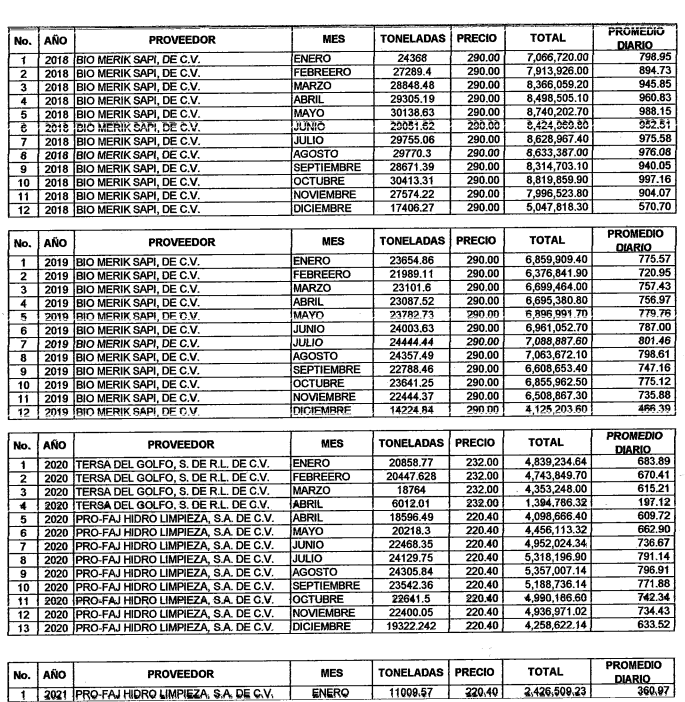 No. AÑO PROVEEDOR MES TONELADAS PRECIO TOTAL PROMEDIO DIARIO
1 2018 BIO MERIK SAPI, DE C.V. ENERO 24368 290.00 7,066,720.00 798.95
2 2018 BIO MERIK SAPI, DE C.V. FEBREERO 27289.4 290.00 7,913,926.00 894.73
3 2018 BIO MERIK SAPI, DE C.V. MARZO 28848.48 290.00 8,366,059.20 945.85
4 2018 BIO MERIK SAPI, DE C.V. ABRIL 29305.19 290.00 8,498,505.10 960.83
5 2018 BIO MERIK SAPI, DE C.V. MAYO 30138.63 290.00 8,740,202.70 988.15
6 2018 BIO MERIK SAPI, DE C.V. JUNIO 290.00
7 2018 BIO MERIK SAPI, DE C.V. JULIO 29755.06 290.00 8,628,967.40 975.58
8 2018 BIO MERIK SAPI, DE C.V. AGOSTO 29770.3 290.00 8,633,387.00 976.08
9 2018 BIO MERIK SAPI, DE C.V. SEPTIEMBRE 28671.39 290.00 8,314,703.10 940.05
10 2018 BIO MERIK SAPI, DE C.V. OCTUBRE 30413.31 290.00 8,819,859.90 997.16
11 2018 BIO MERIK SAPI, DE C.V. NOVIEMBRE 27574.22 290.00 7,996,523.80 904.07
12 2018 BIO MERIK SAPI, DE C.V. DICIEMBRE 17406.27 290.00 5,047,818.30 570.70
No. AÑO PROVEEDOR MES TONELADAS PRECIO TOTAL PROMEDIO DIARIO
1 2019 BIO MERIK SAPI, DE C.V. ENERO 23654.86 290.00 6,859,909.40 775.57
2 2019 BIO MERIK SAPI, DE C.V. FEBREERO 21989.11 290.00 6,376,841.90 720.95
3 2019 BIO MERIK SAPI, DE C.V. MARZO 23101.6 290.00 6,699,464.00 757.43
4 2019 BIO MERIK SAPI, DE C.V. ABRIL 23087.52 290.00 6,695,380.80 756.97
5 2019 BIO MERIK SAPI, DE C.V. MAYO 23782.73 290.00 6,896,991.70 779.76
6 2019 BIO MERIK SAPI, DE C.V. JUNIO 24003.63 290.00 6,961,052.70 787.00
7 2019 BIO MERIK SAPI, DE C.V. JULIO 24444.44 290.00 7,088,887.60 801.46
8 2019 BIO MERIK SAPI, DE C.V. AGOSTO 24357.49 290.00 7,063,672.10 798.61
9 2019 BIO MERIK SAPI, DE C.V. SEPTIEMBRE 22788.46 290.00 6,608,653.40 747.16
10 2019 BIO MERIK SAPI, DE C.V. OCTUBRE 23641.25 290.00 6,855,962.50 775.12
11 2019 BIO MERIK SAPI, DE C.V. NOVIEMBRE 22444.37 290.00 6,508,867.30 735.88
12 2019 BIO MERIK SAPI, DE C.V. DICIEMBRE 14224.84 290.00 4,125,203.60 466.39
No. AÑO PROVEEDOR MES TONELADAS PRECIO TOTAL PROMEDIO DIARIO
1 2020 TERSA DEL GOLFO, S. DE R.L. DE C.V. ENERO 20858.77 232.00 4,839,234.64 683.89
2 2020 TERSA DEL GOLFO, S. DE R.L. DE C.V. FEBREERO 20447.628 232.00 4,743,849.70 670.41
3 2020 TERSA DEL GOLFO, S. DE R.L. DE C.V. MARZO 18764 232.00 4,353,248.00 615.21
4 2020 TERSA DEL GOLFO, S. DE R.L. DE C.V. ABRIL 6012.01 232.00 1,394,786.32 197.12
5 2020 PRO-FAJ HIDRO LIMPIEZA, S.A. DE C.V. ABRIL 18596.49 220.40 4,098,666.40 609.72
6 2020 PRO-FAJ HIDRO LIMPIEZA, S.A. DE C.V. MAYO 20218.3 220.40 4,456,113.32 662.90
7 2020 PRO-FAJ HIDRO LIMPIEZA, S.A. DE C.V. JUNIO 22468.35 220.40 4,952,024.34 736.67
8 2020 PRO-FAJ HIDRO LIMPIEZA, S.A. DE C.V. JULIO 24129.75 220.40 5,318,196.90 791.14
9 2020 PRO-FAJ HIDRO LIMPIEZA, S.A. DE C.V. AGOSTO 24305.84 220.40 5,357,007.14 796.91
10 2020 PRO-FAJ HIDRO LIMPIEZA, S.A. DE C.V. SEPTIEMBRE 23542.36 220.40 5,188,736.14 771.88
11 2020 PRO-FAJ HIDRO LIMPIEZA, S.A. DE C.V. OCTUBRE 22641.5 220.40 4,990,186.60 742.34
12 2020 PRO-FAJ HIDRO LIMPIEZA, S.A. DE C.V. NOVIEMBRE 22400.05 220.40 4,936,971.02 734.43
13 2020 PRO-FAJ HIDRO LIMPIEZA, S.A. DE C.V. DICIEMBRE 19322.242 220.40 4,258,622.14 633.52
No. AÑO PROVEEDOR MES TONELADAS PRECIO TOTAL PROMEDIO DIARIO
1 2021 PRO-FAJ HIDRO LIMPIEZA, S.A. DE C.V. ENERO 11009.57 220.40 2,426,509.23 360.97